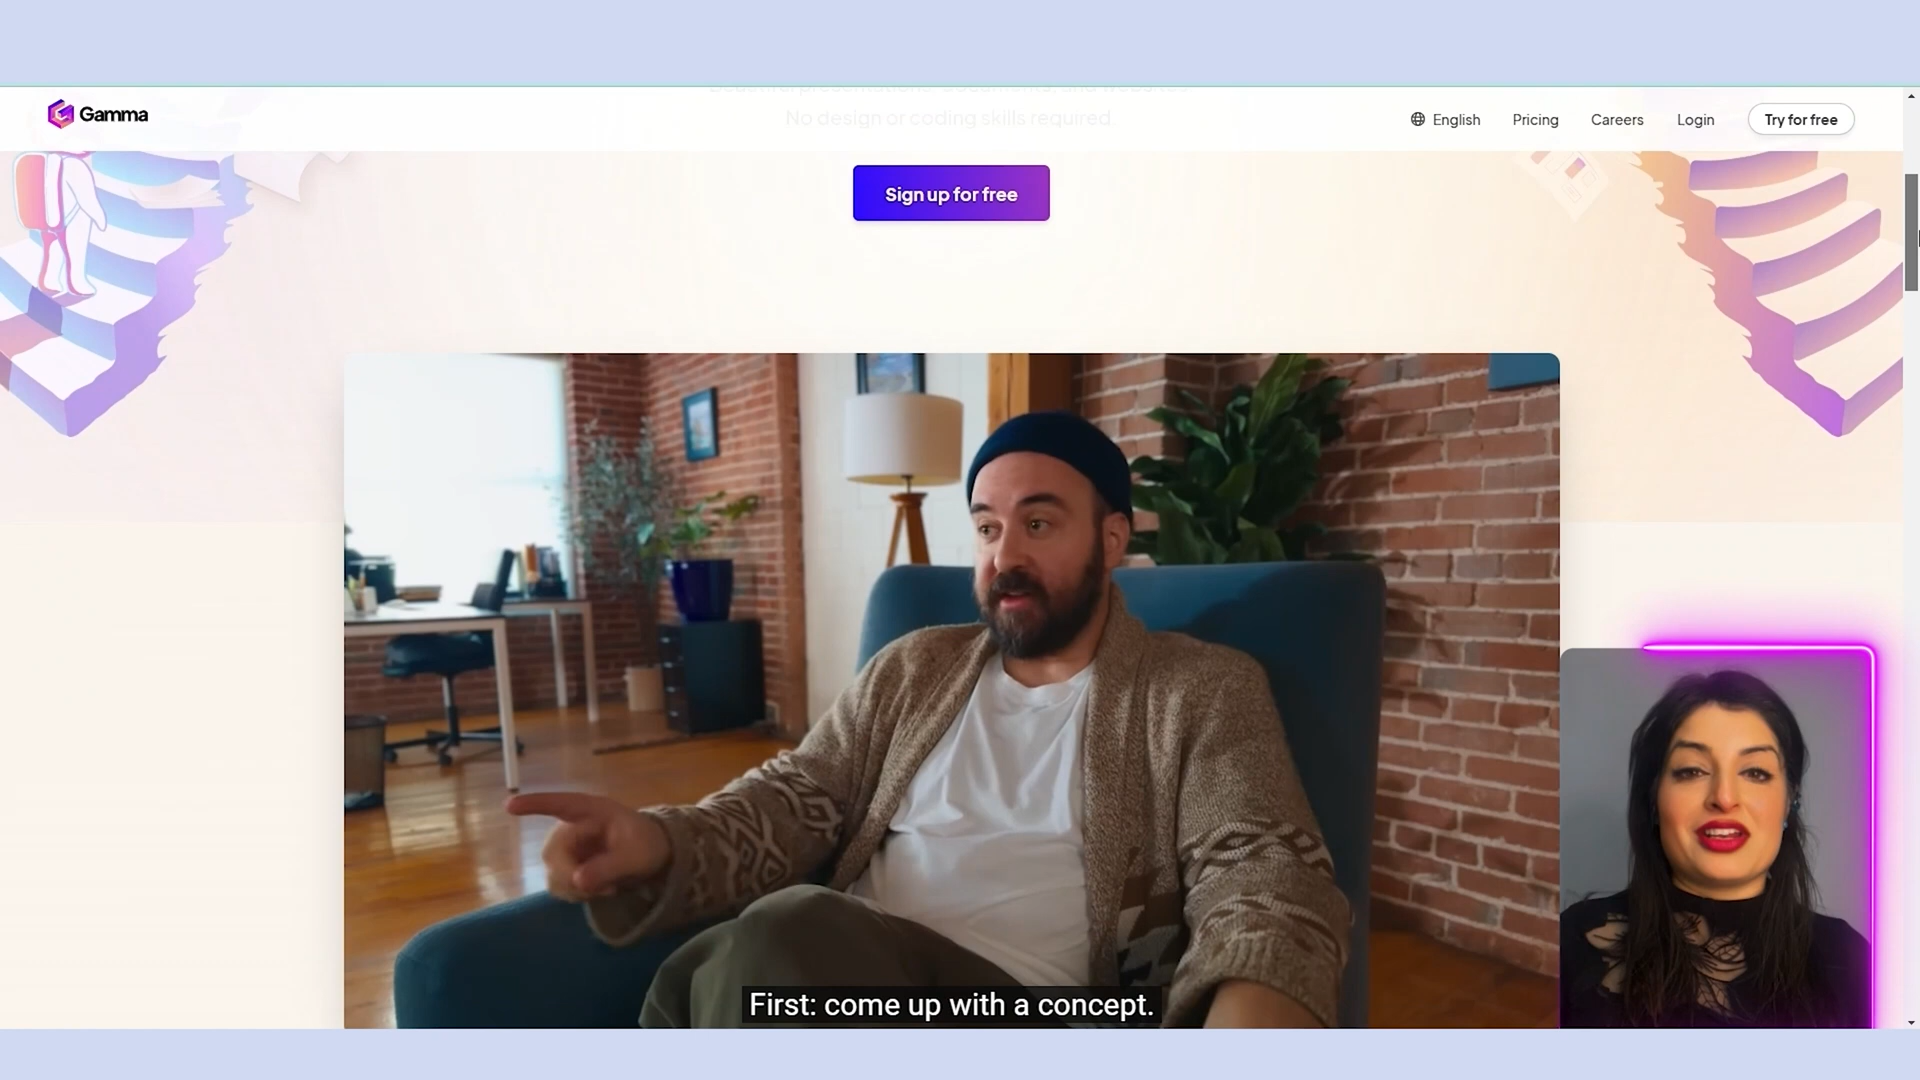 Gamma
No design or coding skills required.
English
Pricing
Careers
Login
Try for free
Sign up for free
First: come up with a concept.